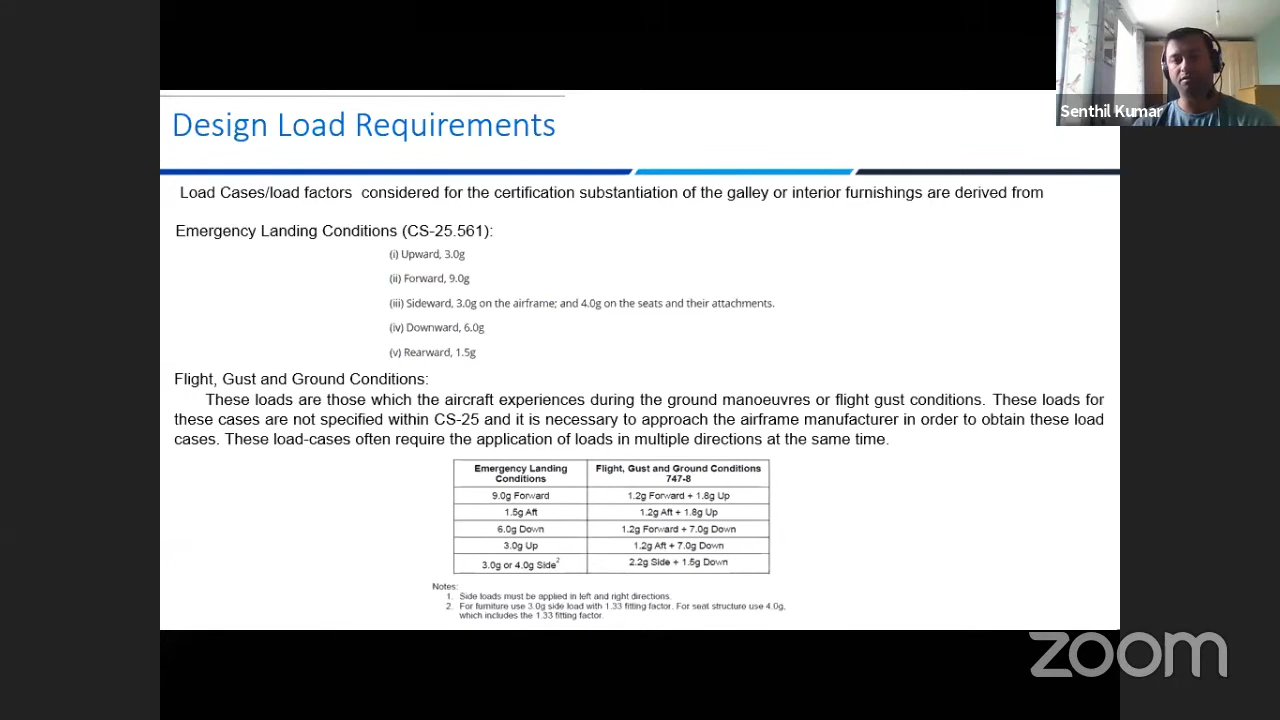 Senthil Kumar
Design Load Requirements
Load Cases/load factors considered for the certification substantiation of the galley or interior furnishings are derived from
Emergency Landing Conditions (CS-25.561):
(i) Upward, 3.0g
(ii) Forward, 9.0g
(iii) Sideward, 3.0g on the airframe; and 4.0g on the seats and their attachments.
(iv) Downward, 6.0g
(v) Rearward, 1.5g
Flight, Gust and Ground Conditions:
These loads are those which the aircraft experiences during the ground manoeuvres or flight gust conditions. These loads for
these cases are not specified within CS-25 and it is necessary to approach the airframe manufacturer in order to obtain these load
cases. These load-cases often require the application of loads in multiple directions at the same time.
Emergency Landing Conditions Flight, Gust and Ground Conditions 747-8
9.0g Forward 1.2g Forward + 1.8g Up
1.5g Aft 1.2g Aft + 1.8g Up
6.0g Down 1.2g Forward + 7.0g Down
3.0g Up 1.2g Aft + 7.0g Down
3.0g or 4.0g Side² 2.2g Side + 1.5g Down
Notes:
1. Side loads must be applied in left and right directions.
2. For furniture use 3.0g side load with 1.33 fitting factor. For seat structure use 4.0g,
which includes the 1.33 fitting factor.
zoom